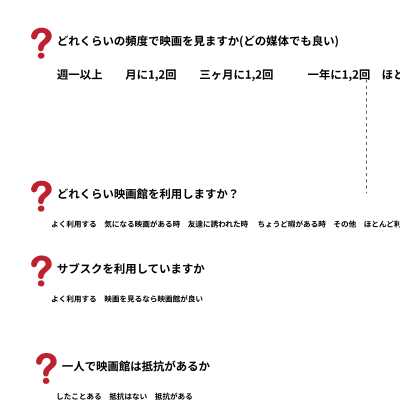 どれくらいの頻度で映画を見ますか(どの媒体でも良い)
週一以上　月に1,2回　三ヶ月に1,2回　一年に1,2回　ほ
どれくらい映画館を利用しますか？
よく利用する　気になる映画がある時　友達に誘われた時　ちょうど暇がある時　その他　ほとんど利
サブスクを利用していますか
よく利用する　映画を見るなら映画館が良い
一人で映画館は抵抗があるか
したことある　抵抗はない　抵抗がある